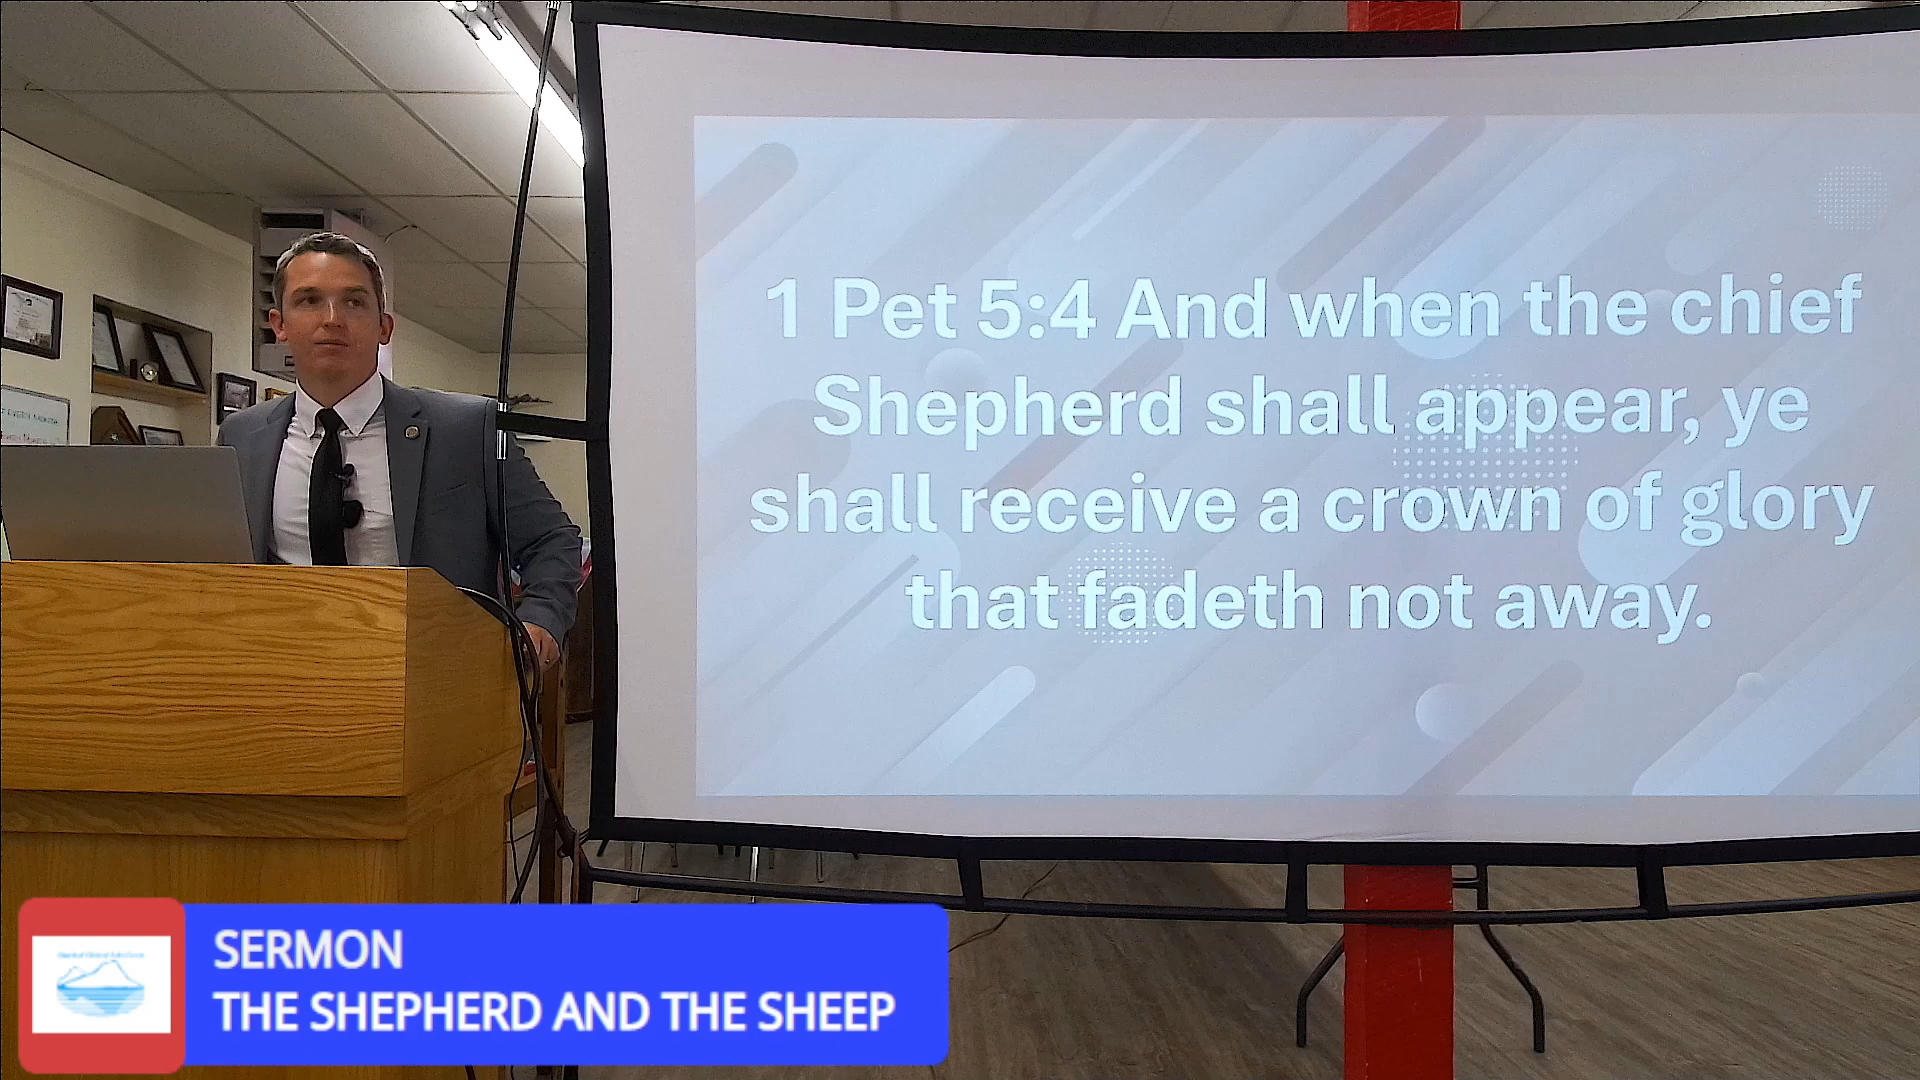 1 Pet 5:4 And when the chief
Shepherd shall appear, ye
shall receive a crown of glory
that fadeth not away.
SERMON
THE SHEPHERD AND THE SHEEP